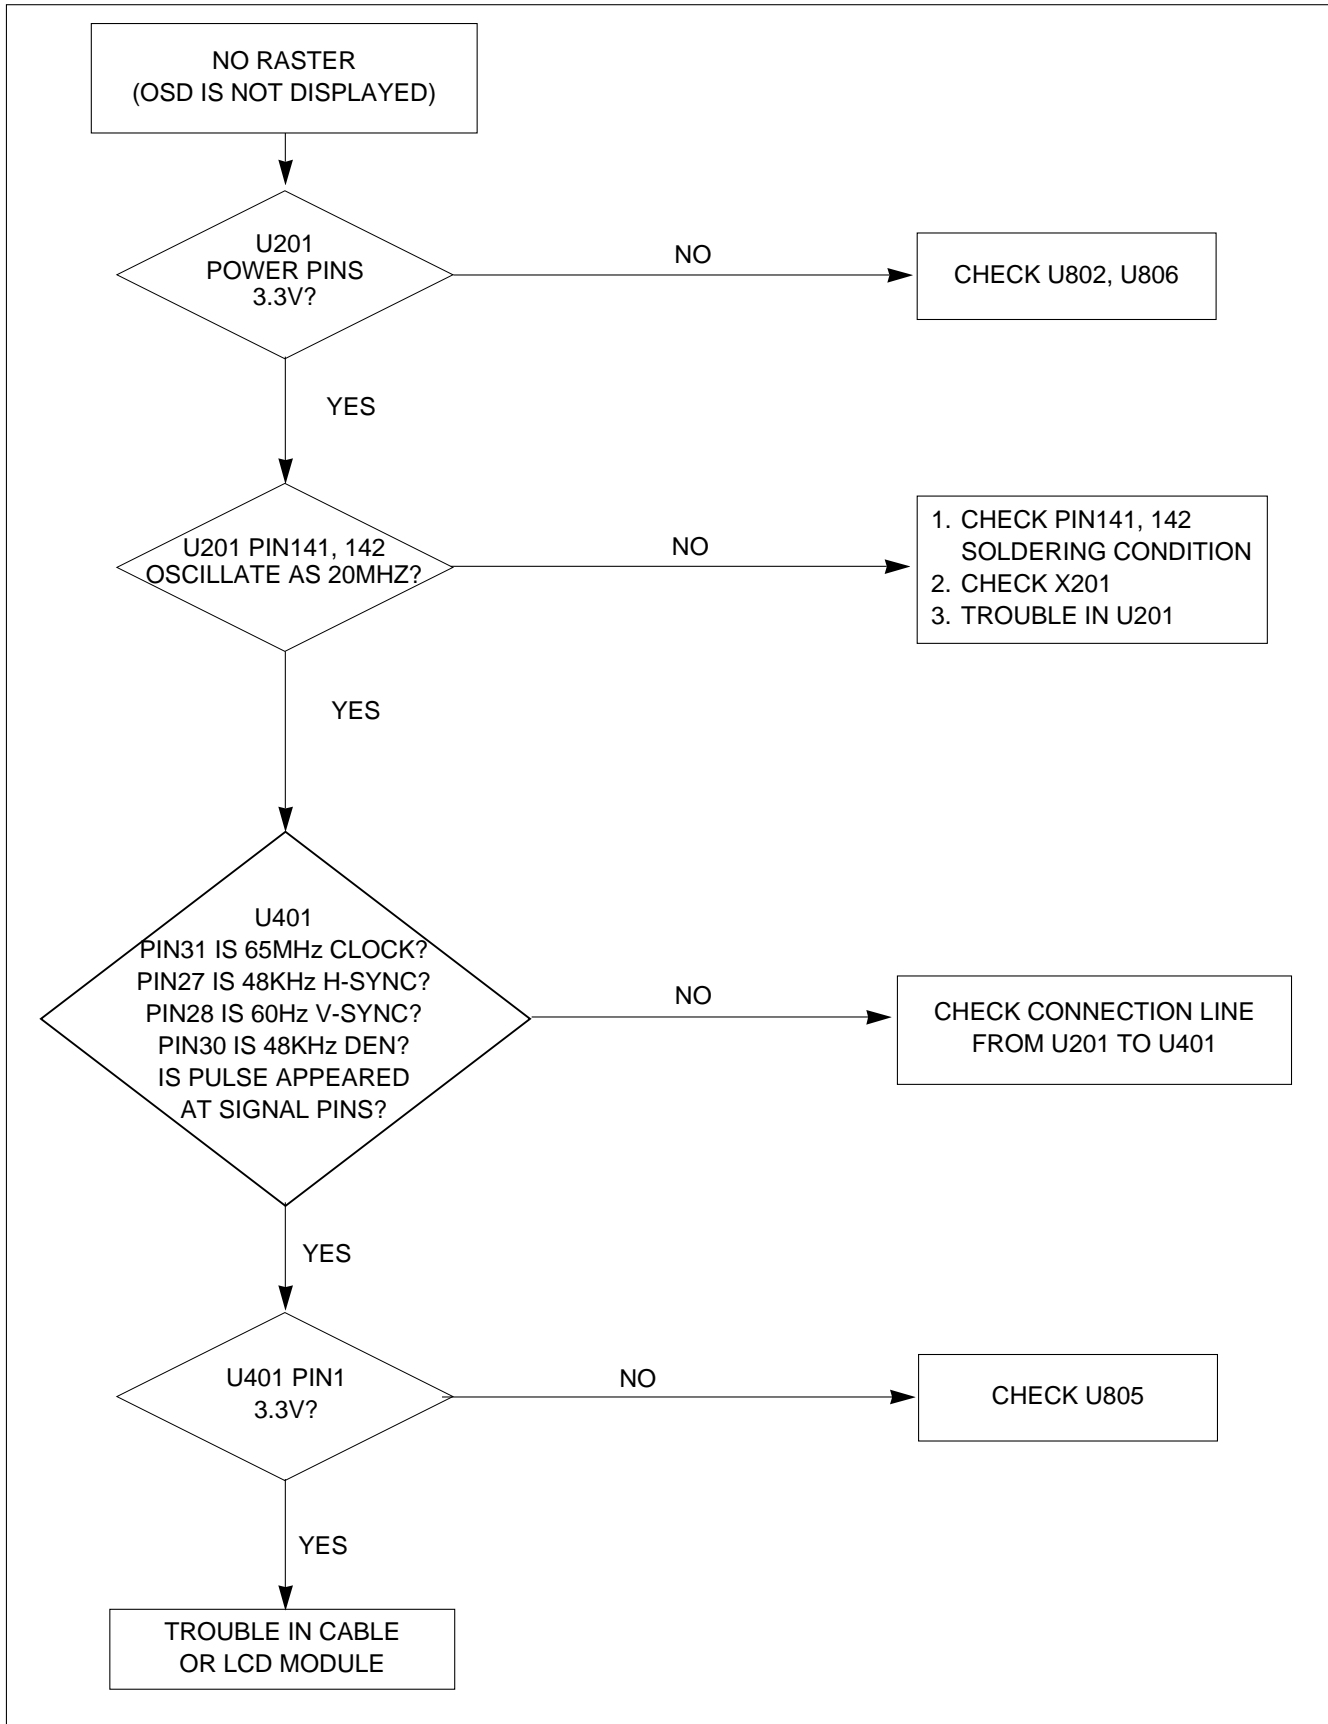 NO RASTER
(OSD IS NOT DISPLAYED)
U201
POWER PINS
3.3V?
NO
CHECK U802, U806
YES
U201 PIN141, 142
OSCILLATE AS 20MHZ?
NO
1. CHECK PIN141, 142
SOLDERING CONDITION
2. CHECK X201
3. TROUBLE IN U201
YES
U401
PIN31 IS 65MHz CLOCK?
PIN27 IS 48KHz H-SYNC?
PIN28 IS 60Hz V-SYNC?
PIN30 IS 48KHz DEN?
IS PULSE APPEARED
AT SIGNAL PINS?
NO
CHECK CONNECTION LINE
FROM U201 TO U401
YES
U401 PIN1
3.3V?
NO
CHECK U805
YES
TROUBLE IN CABLE
OR LCD MODULE